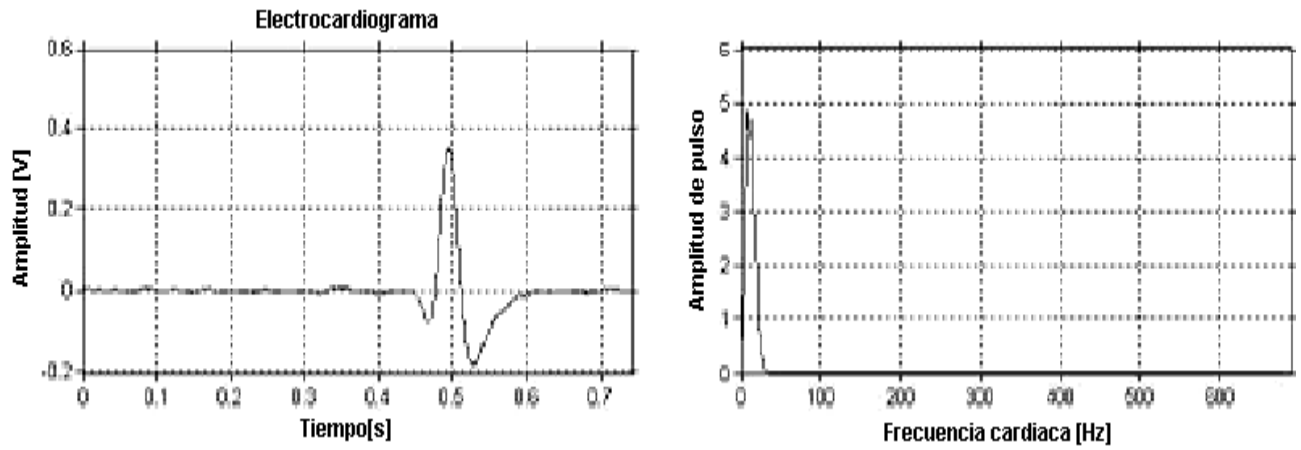 Electrocardiograma
0.6
0.4
0.2
0
-0.2
Amplitud [V]
0 0.1 0.2 0.3 0.4 0.5 0.6 0.7
Tiempo[s]
6
5
4
3
2
1
0
Amplitud de pulso
0 100 200 300 400 500 600
Frecuencia cardiaca [Hz]